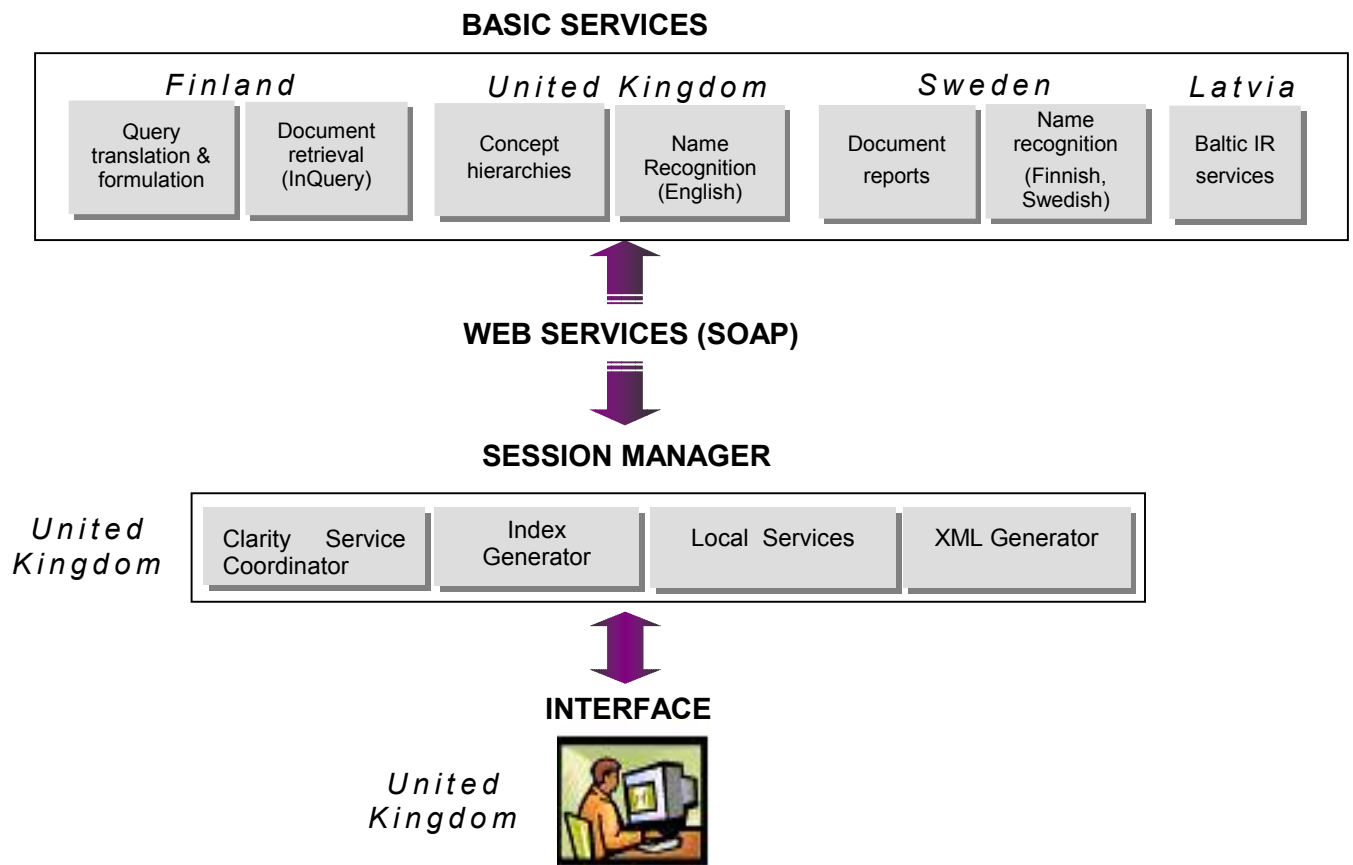 BASIC SERVICES
Finland
United Kingdom
Sweden
Latvia
Query
translation &
formulation
Document
retrieval
(InQuery)
Concept
hierarchies
Name
Recognition
(English)
Document
reports
Name
recognition
(Finnish,
Swedish)
Baltic IR
services
WEB SERVICES (SOAP)
SESSION MANAGER
United
Kingdom
Clarity Service
Coordinator
Index
Generator
Local Services
XML Generator
INTERFACE
United
Kingdom